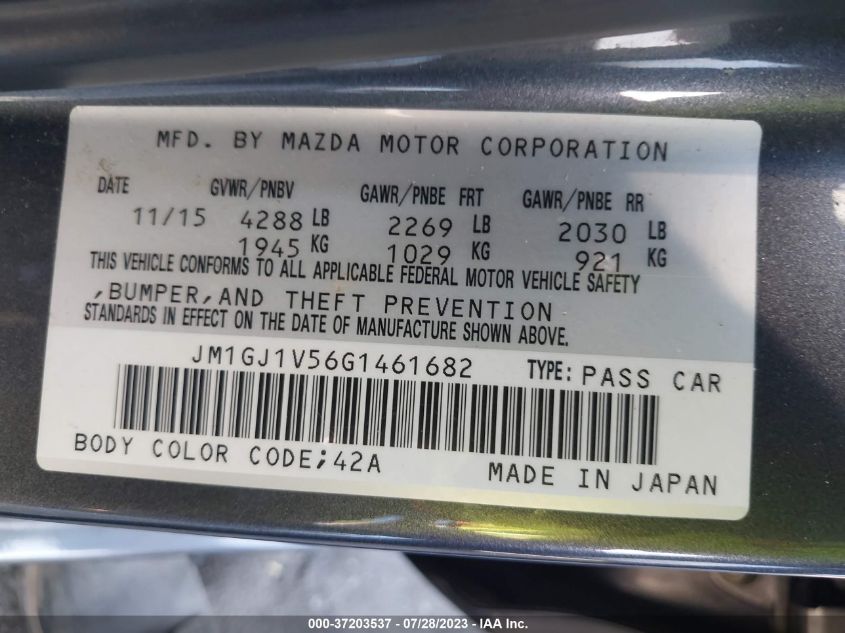 MFD. BY MAZDA MOTOR CORPORATION
DATE GVWR/PNBV GAWR/PNBE FRT GAWR/PNBE RR
11/15 4288 LB 2269 LB 2030 LB
1945 KG 1029 KG 921 KG
THIS VEHICLE CONFORMS TO ALL APPLICABLE FEDERAL MOTOR VEHICLE SAFETY
,BUMPER,AND THEFT PREVENTION
STANDARDS IN EFFECT ON THE DATE OF MANUFACTURE SHOWN ABOVE.
JM1GJ1V56G1461682 TYPE: PASS CAR
BODY COLOR CODE;42A MADE IN JAPAN
000-37203537 / 07/28/2023 - IAA Inc.